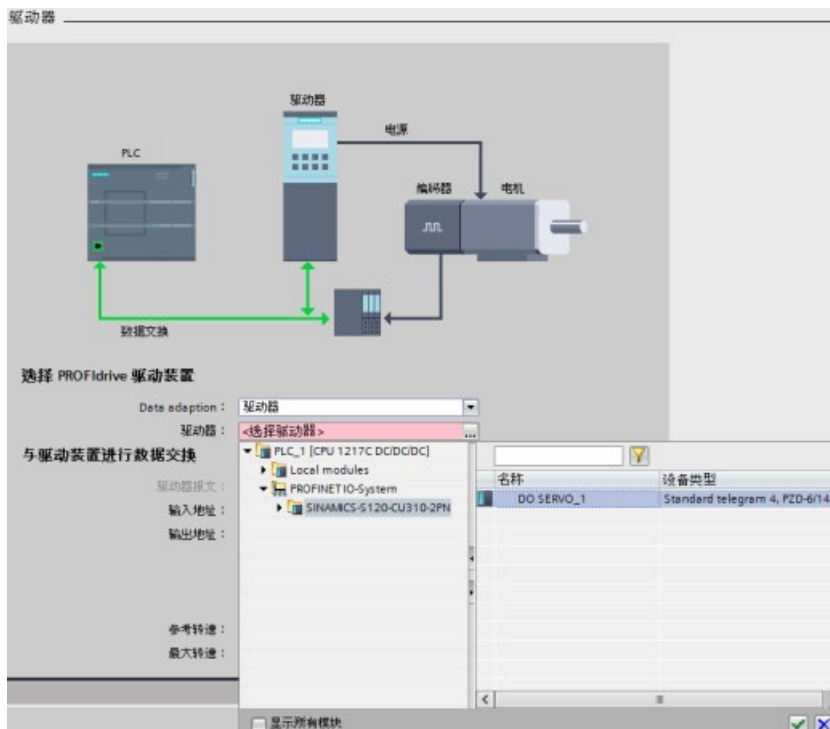 驱动器
驱动器
电源
PLC
编码器
电机
数据交换
选择 PROFIdrive 驱动装置
Data adaption： 驱动器
驱动器： <选择驱动器> ...
与驱动装置进行数据交换
PLC_1 [CPU 1217C DC/DC/DC]
Local modules
名称 设备类型
驱动器报文：
PROFINET IO-System
DO SERVO_1 Standard telegram 4, PZD-6/14
输入地址：
SINAMICS-S120-CU310-2PN
输出地址：
参考转速：
最大转速：
显示所有模块